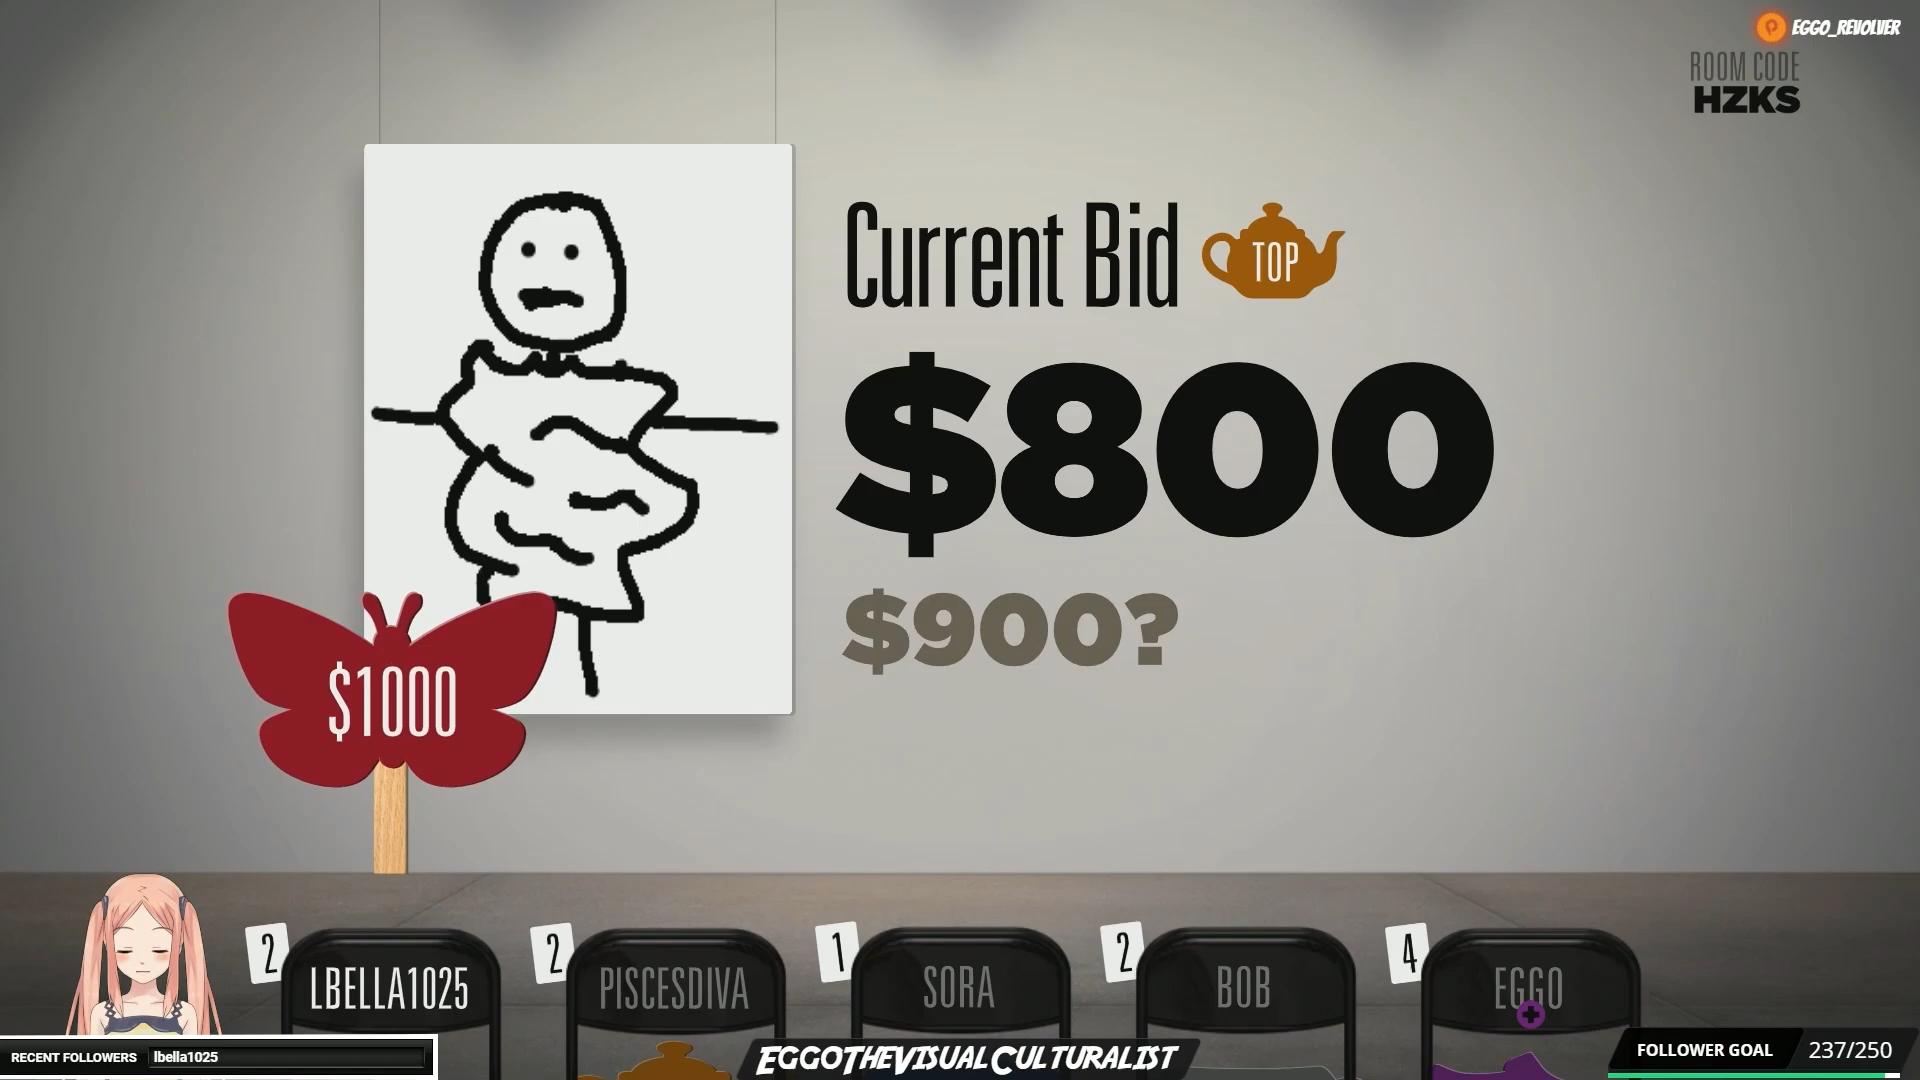 EGGO_REVOLVER
ROOM CODE
HZKS
Current Bid
TOP
$800
$900?
$1000
2
LBELLA1025
2
PISCESDIVA
1
SORA
2
BOB
4
EGGO
RECENT FOLLOWERS
lbella1025
EGGOTHEVISUALCULTURALIST
FOLLOWER GOAL
237/250